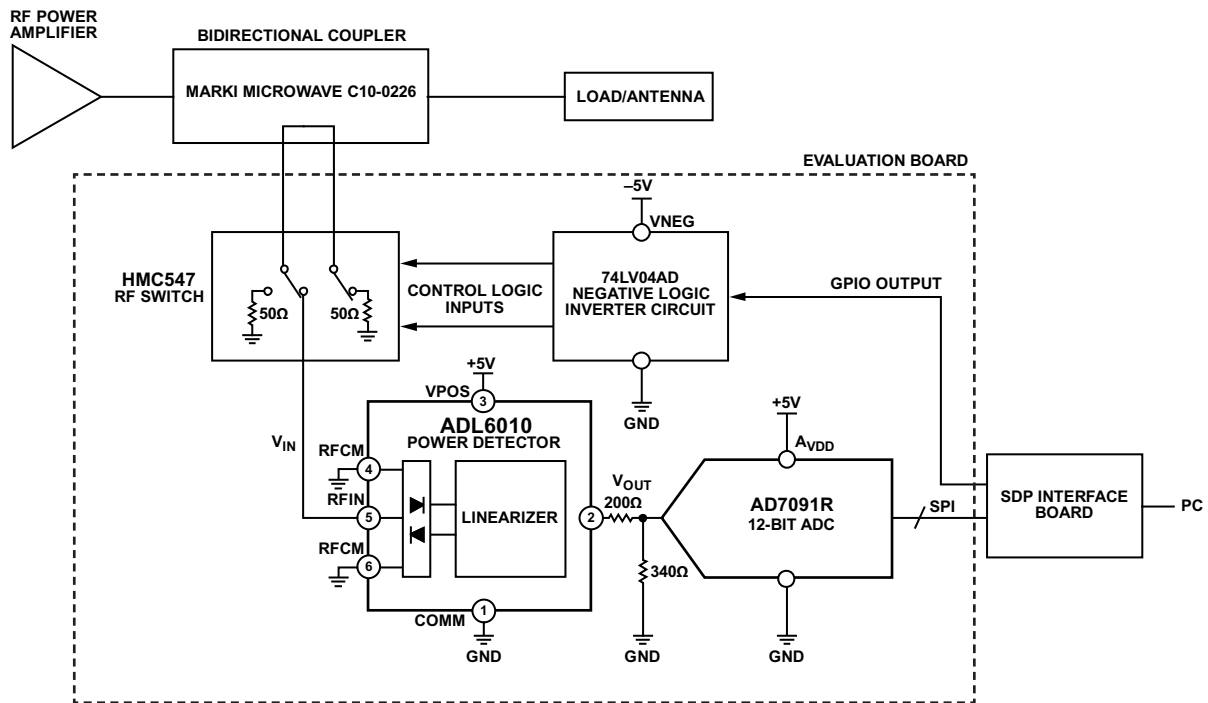 RF POWER
AMPLIFIER
BIDIRECTIONAL COUPLER
MARKI MICROWAVE C10-0226
LOAD/ANTENNA
EVALUATION BOARD
–5V
VNEG
HMC547
RF SWITCH
50Ω
50Ω
CONTROL LOGIC
INPUTS
74LV04AD
NEGATIVE LOGIC
INVERTER CIRCUIT
GPIO OUTPUT
GND
+5V
VPOS
3
ADL6010
POWER DETECTOR
VIN
RFCM
4
RFIN
5
RFCM
6
LINEARIZER
2
COMM
1
GND
VOUT
200Ω
340Ω
GND
+5V
AVDD
AD7091R
12-BIT ADC
GND
SPI
SDP INTERFACE
BOARD
PC